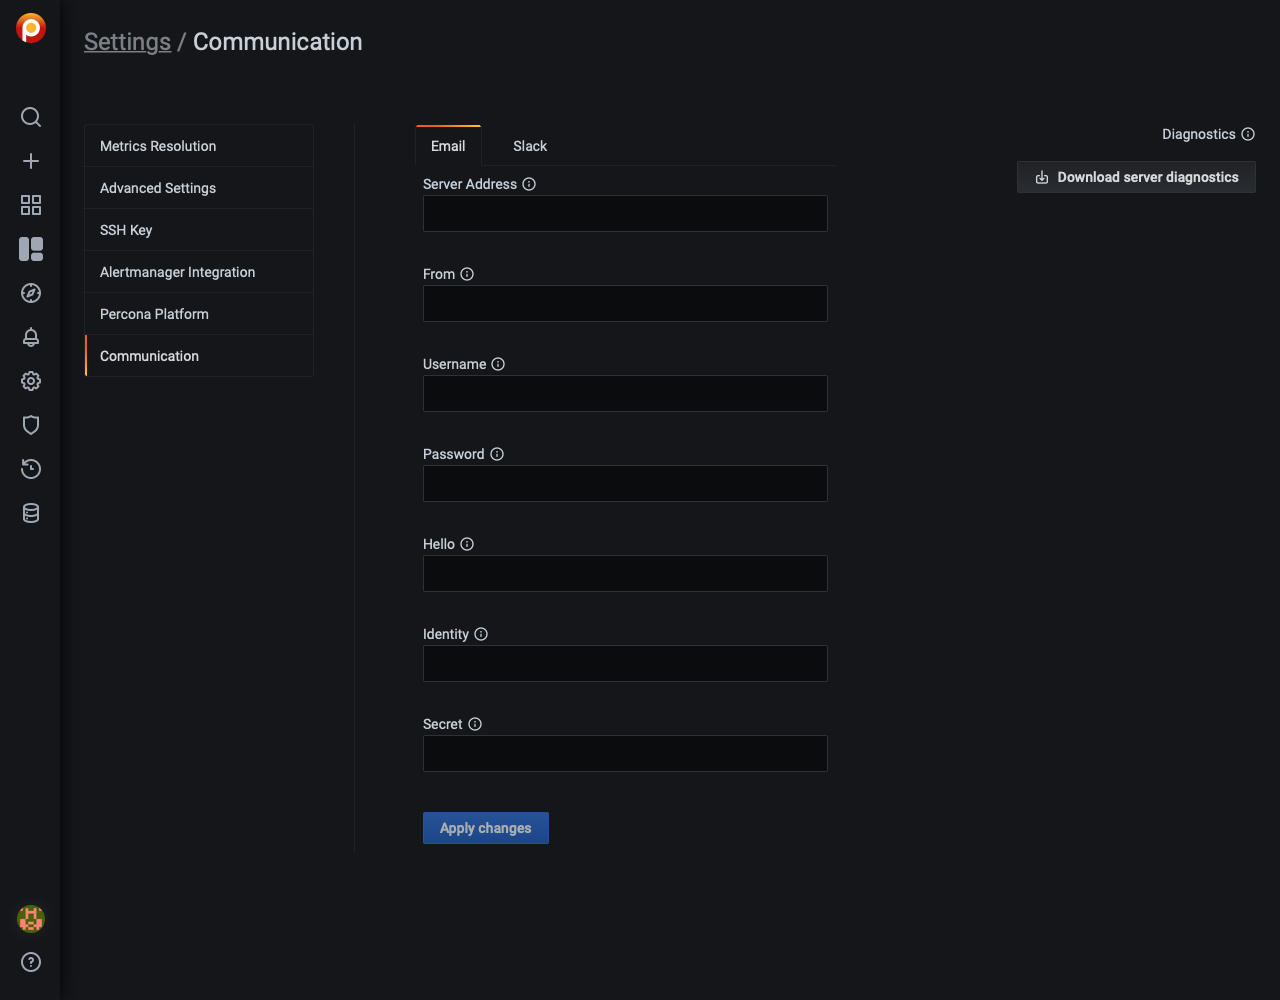 Settings / Communication
Metrics Resolution
Advanced Settings
SSH Key
Alertmanager Integration
Percona Platform
Communication
Email
Slack
Server Address
From
Username
Password
Hello
Identity
Secret
Apply changes
Diagnostics
Download server diagnostics